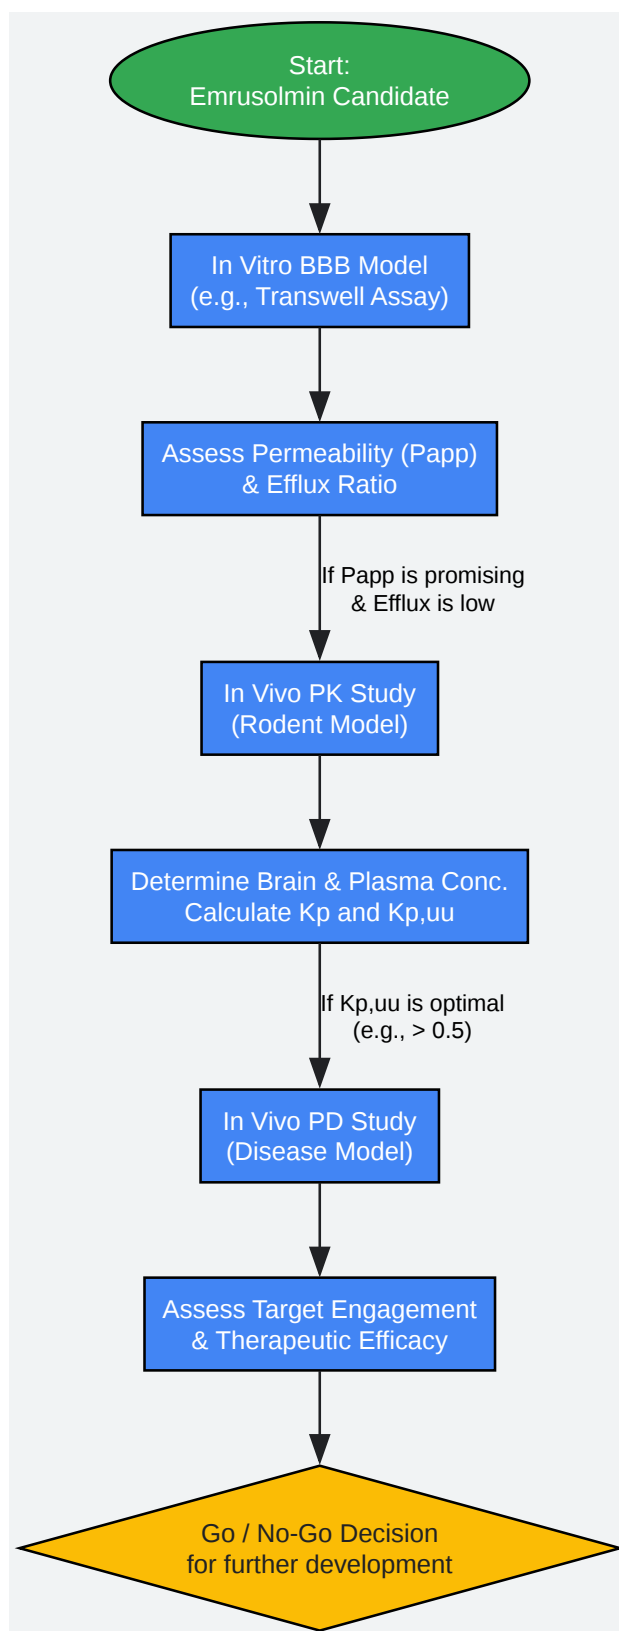 Start:
Emrusolmin Candidate
In Vitro BBB Model
(e.g., Transwell Assay)
Assess Permeability (Papp)
& Efflux Ratio
If Papp is promising
& Efflux is low
In Vivo PK Study
(Rodent Model)
Determine Brain & Plasma Conc.
Calculate Kp and Kp,uu
If Kp,uu is optimal
(e.g., > 0.5)
In Vivo PD Study
(Disease Model)
Assess Target Engagement
& Therapeutic Efficacy
Go / No-Go Decision
for further development